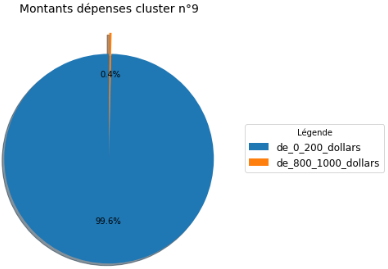 Montants dépenses cluster n°9
0.4%
99.6%
Légende
de_0_200_dollars
de_800_1000_dollars